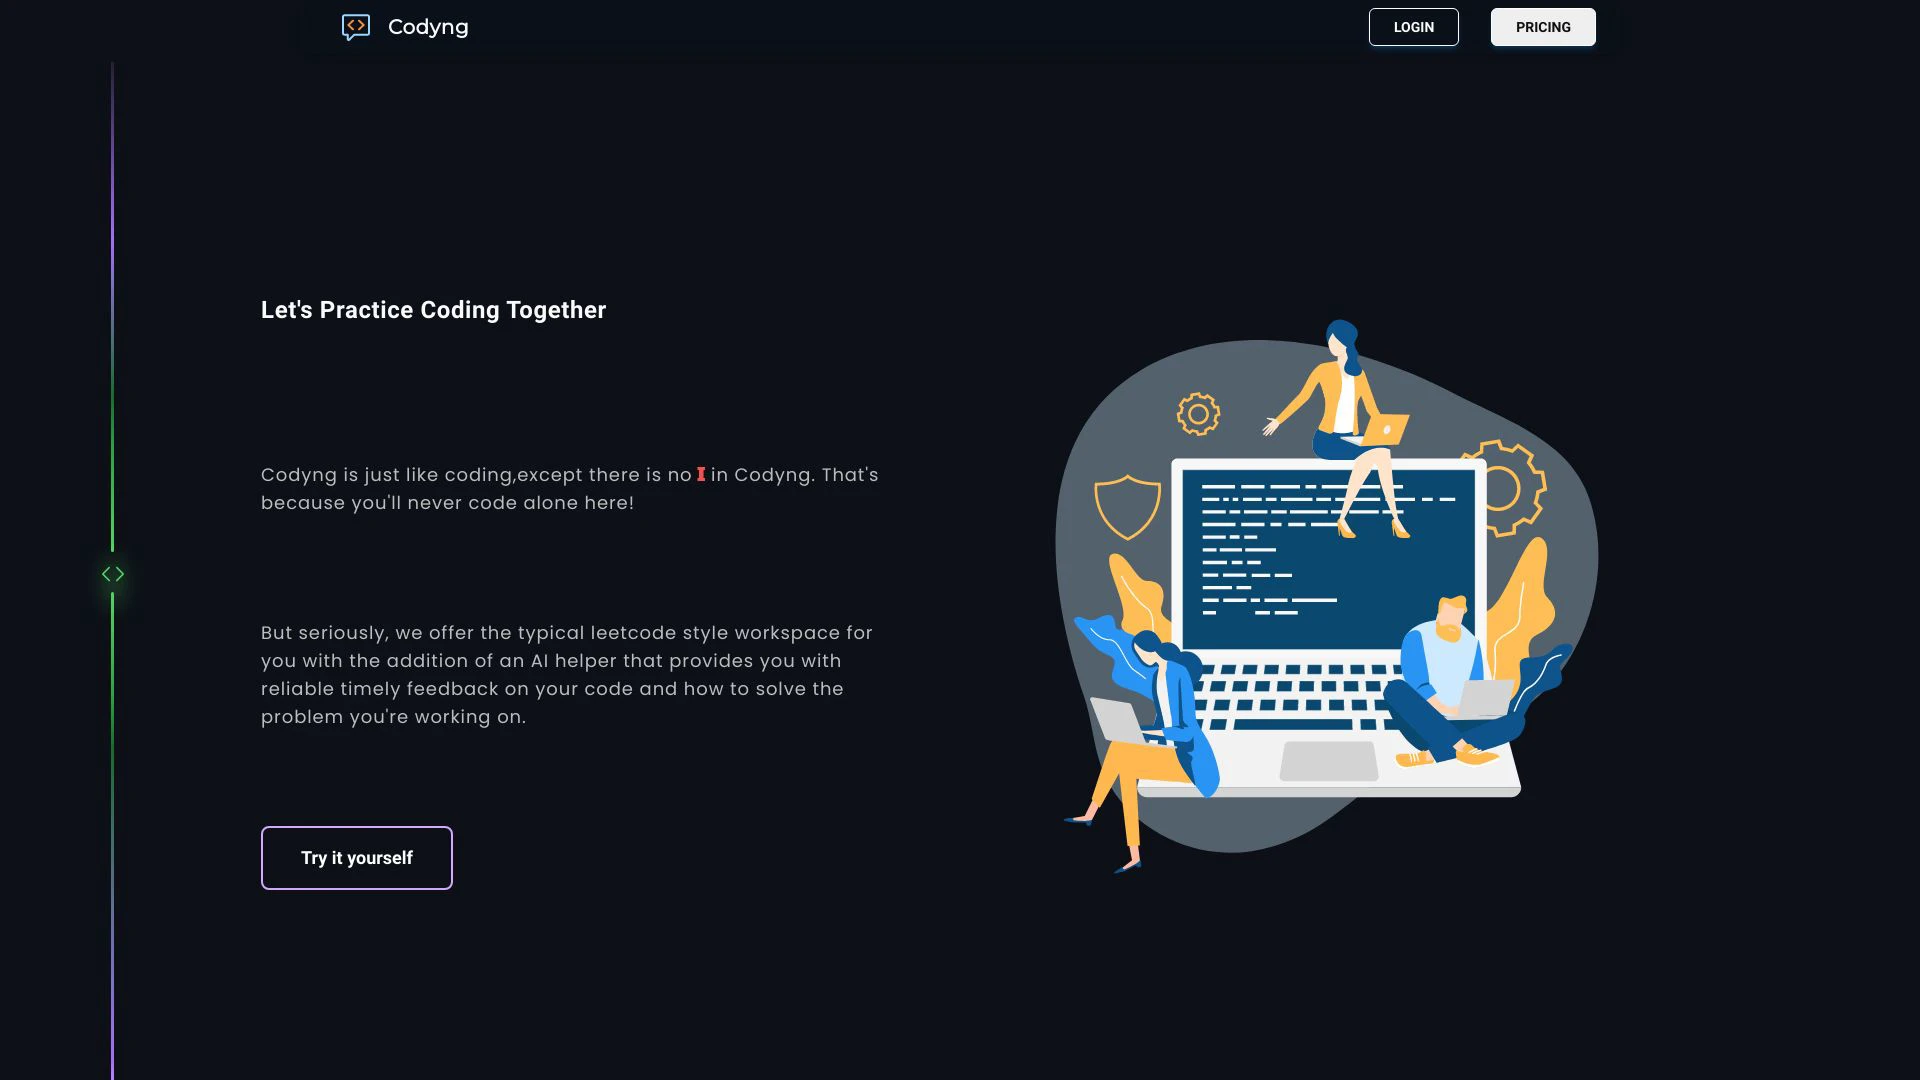 Codyng
LOGIN
PRICING
Let's Practice Coding Together
Codyng is just like coding,except there is no I in Codyng. That's
because you'll never code alone here!
But seriously, we offer the typical leetcode style workspace for
you with the addition of an AI helper that provides you with
reliable timely feedback on your code and how to solve the
problem you're working on.
Try it yourself